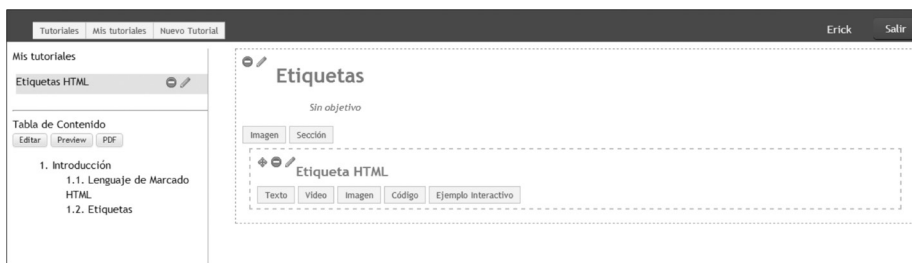 Tutoriales Mis tutoriales Nuevo Tutorial
Erick Salir
Mis tutoriales
Etiquetas HTML
Tabla de Contenido
Editar Preview PDF
1. Introducción
1.1. Lenguaje de Marcado
HTML
1.2. Etiquetas
Etiquetas
Sin objetivo
Imagen Sección
Etiqueta HTML
Texto Video Imagen Código Ejemplo Interactivo